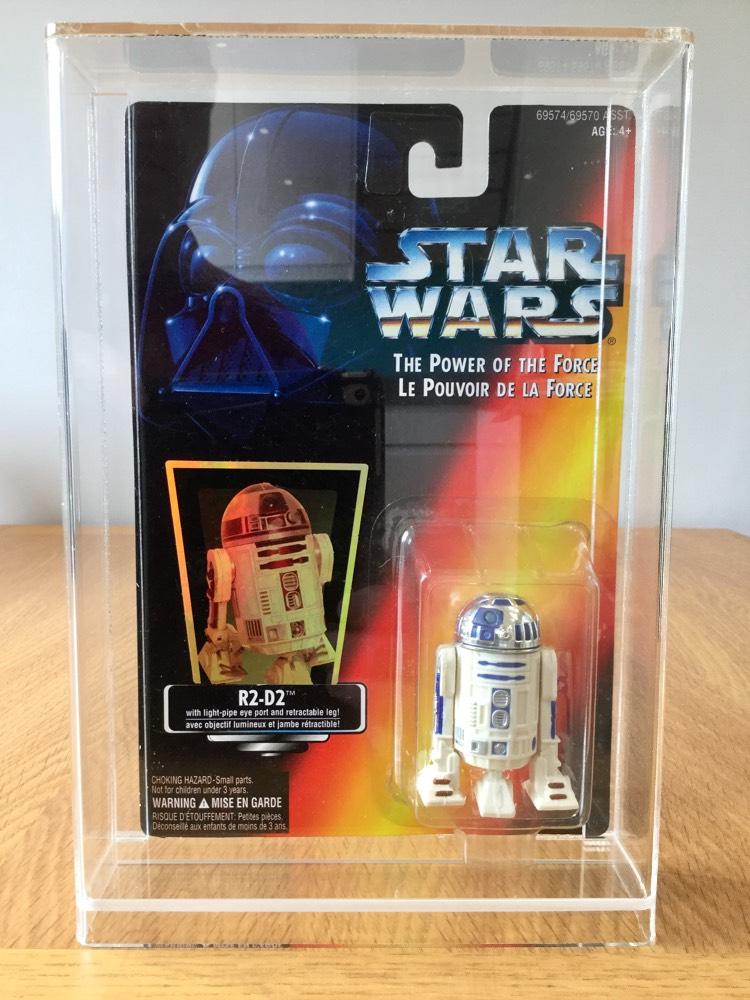 69574/69570 ASST.
AGE: 4+
STAR
WARS®
THE POWER OF THE FORCE
LE POUVOIR DE LA FORCE
R2-D2™
with light-pipe eye port and retractable leg!
avec objectif lumineux et jambe rétractible!
CHOKING HAZARD-Small parts.
Not for children under 3 years.
WARNING MISE EN GARDE
RISQUE D'ÉTOUFFEMENT: Petites pièces.
Déconseillé aux enfants de moins de 3 ans.